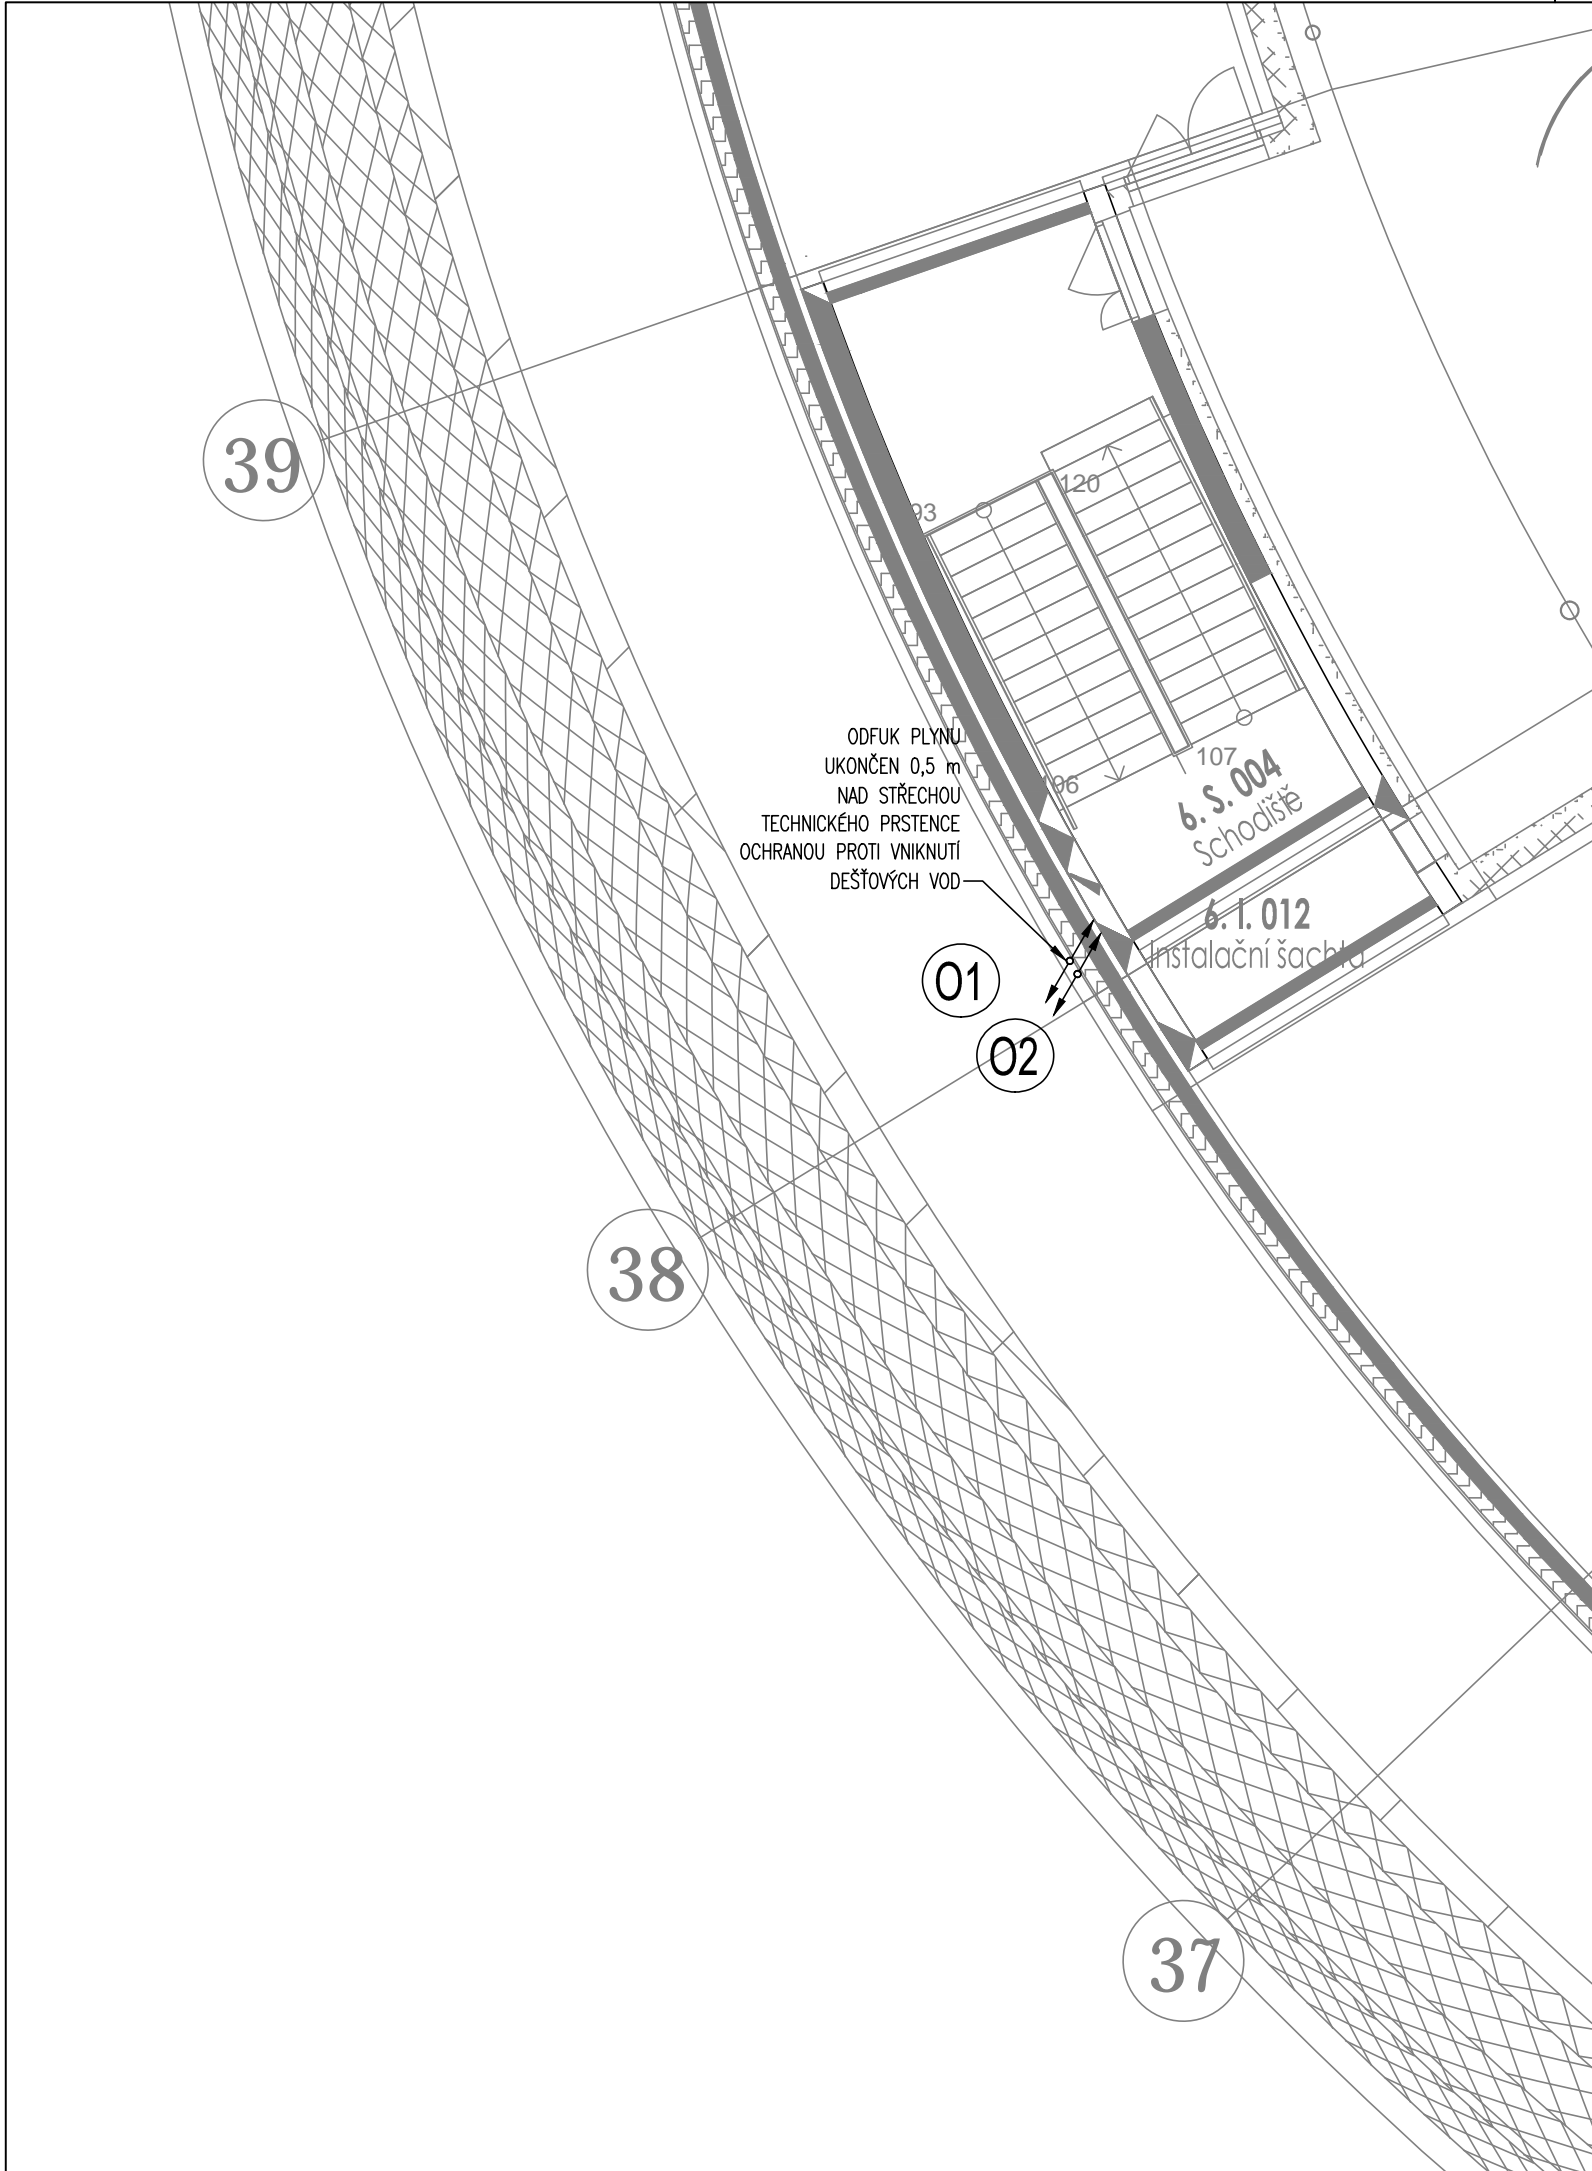 39
93
120
ODFUK PLYNU
UKONČEN 0,5 m
NAD STŘECHOU
TECHNICKÉHO PRSTENCE
OCHRANOU PROTI VNIKNUTÍ
DEŠŤOVÝCH VOD
107
6. S. 004
Schodiště
6. I. 012
Instalační šachta
O1
O2
38
37